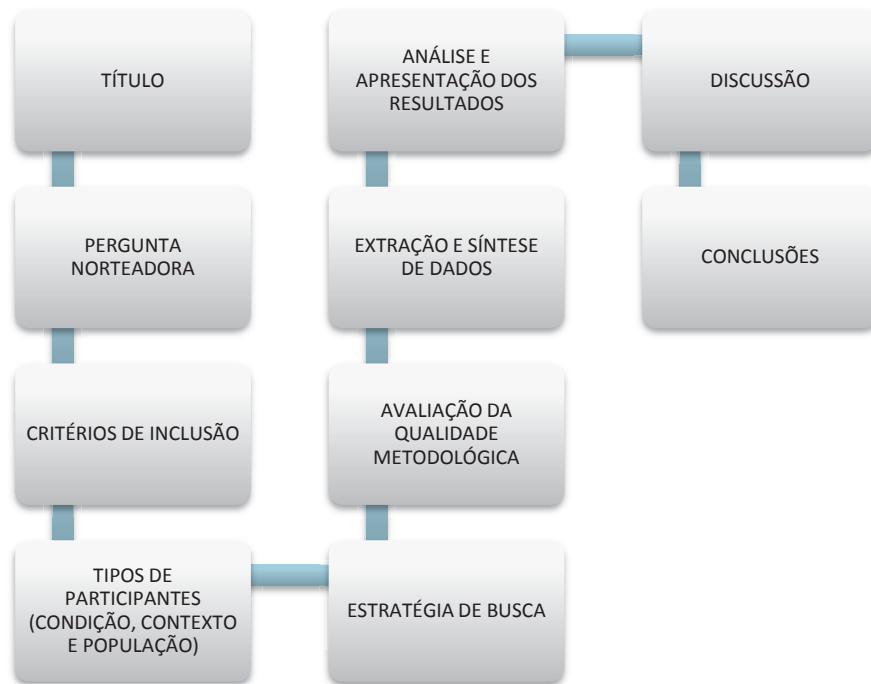 TÍTULO
PERGUNTA
NORTEADORA
CRITÉRIOS DE INCLUSÃO
TIPOS DE
PARTICIPANTES
(CONDIÇÃO, CONTEXTO
E POPULAÇÃO)
ESTRATÉGIA DE BUSCA
AVALIAÇÃO DA
QUALIDADE
METODOLÓGICA
EXTRAÇÃO E SÍNTESE
DE DADOS
ANÁLISE E
APRESENTAÇÃO DOS
RESULTADOS
DISCUSSÃO
CONCLUSÕES